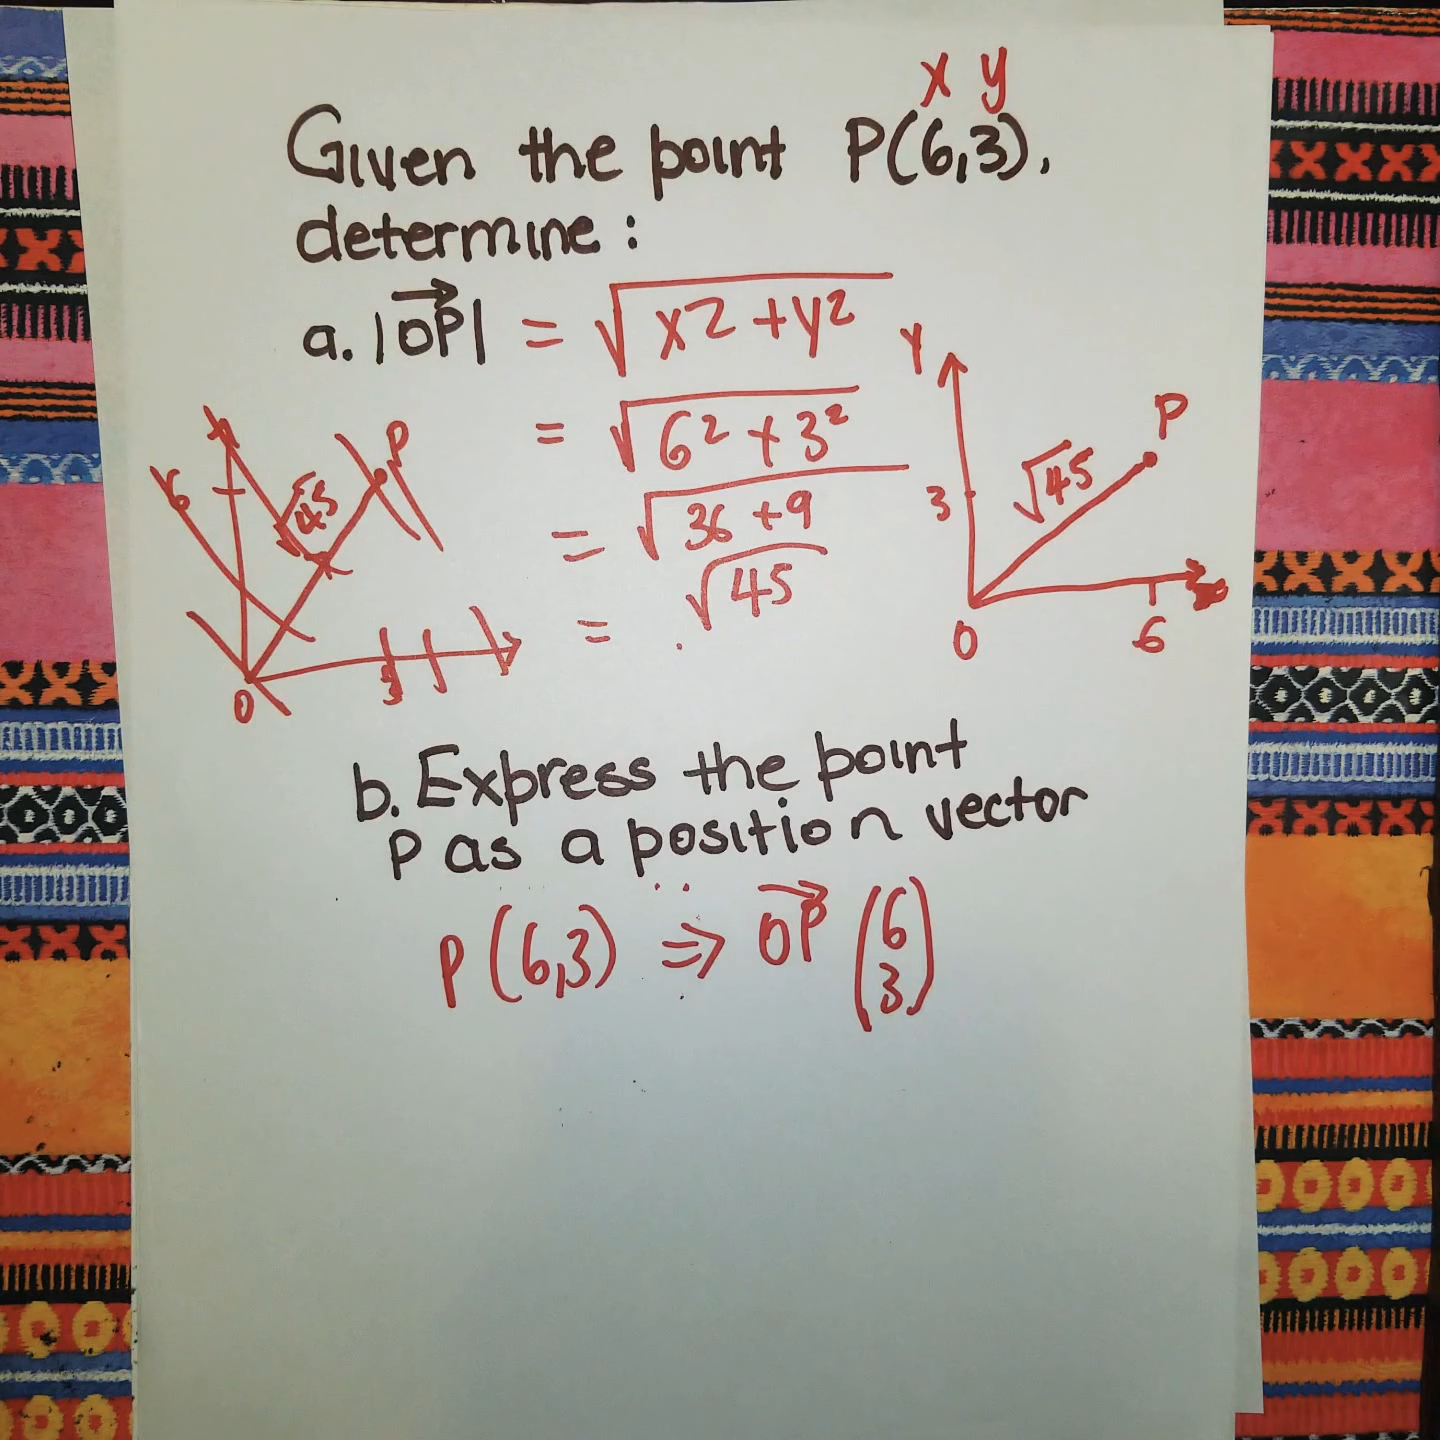 x y
Given the point P(6,3),
determine:
a. |OP| = √x2 + y2
= √6² + 3²
= √36 + 9
= √45
6
√45
P
0
3
Y
P
√45
3
0
6
b. Express the point
P as a position vector
P (6,3) ⇒ OP (6
3)